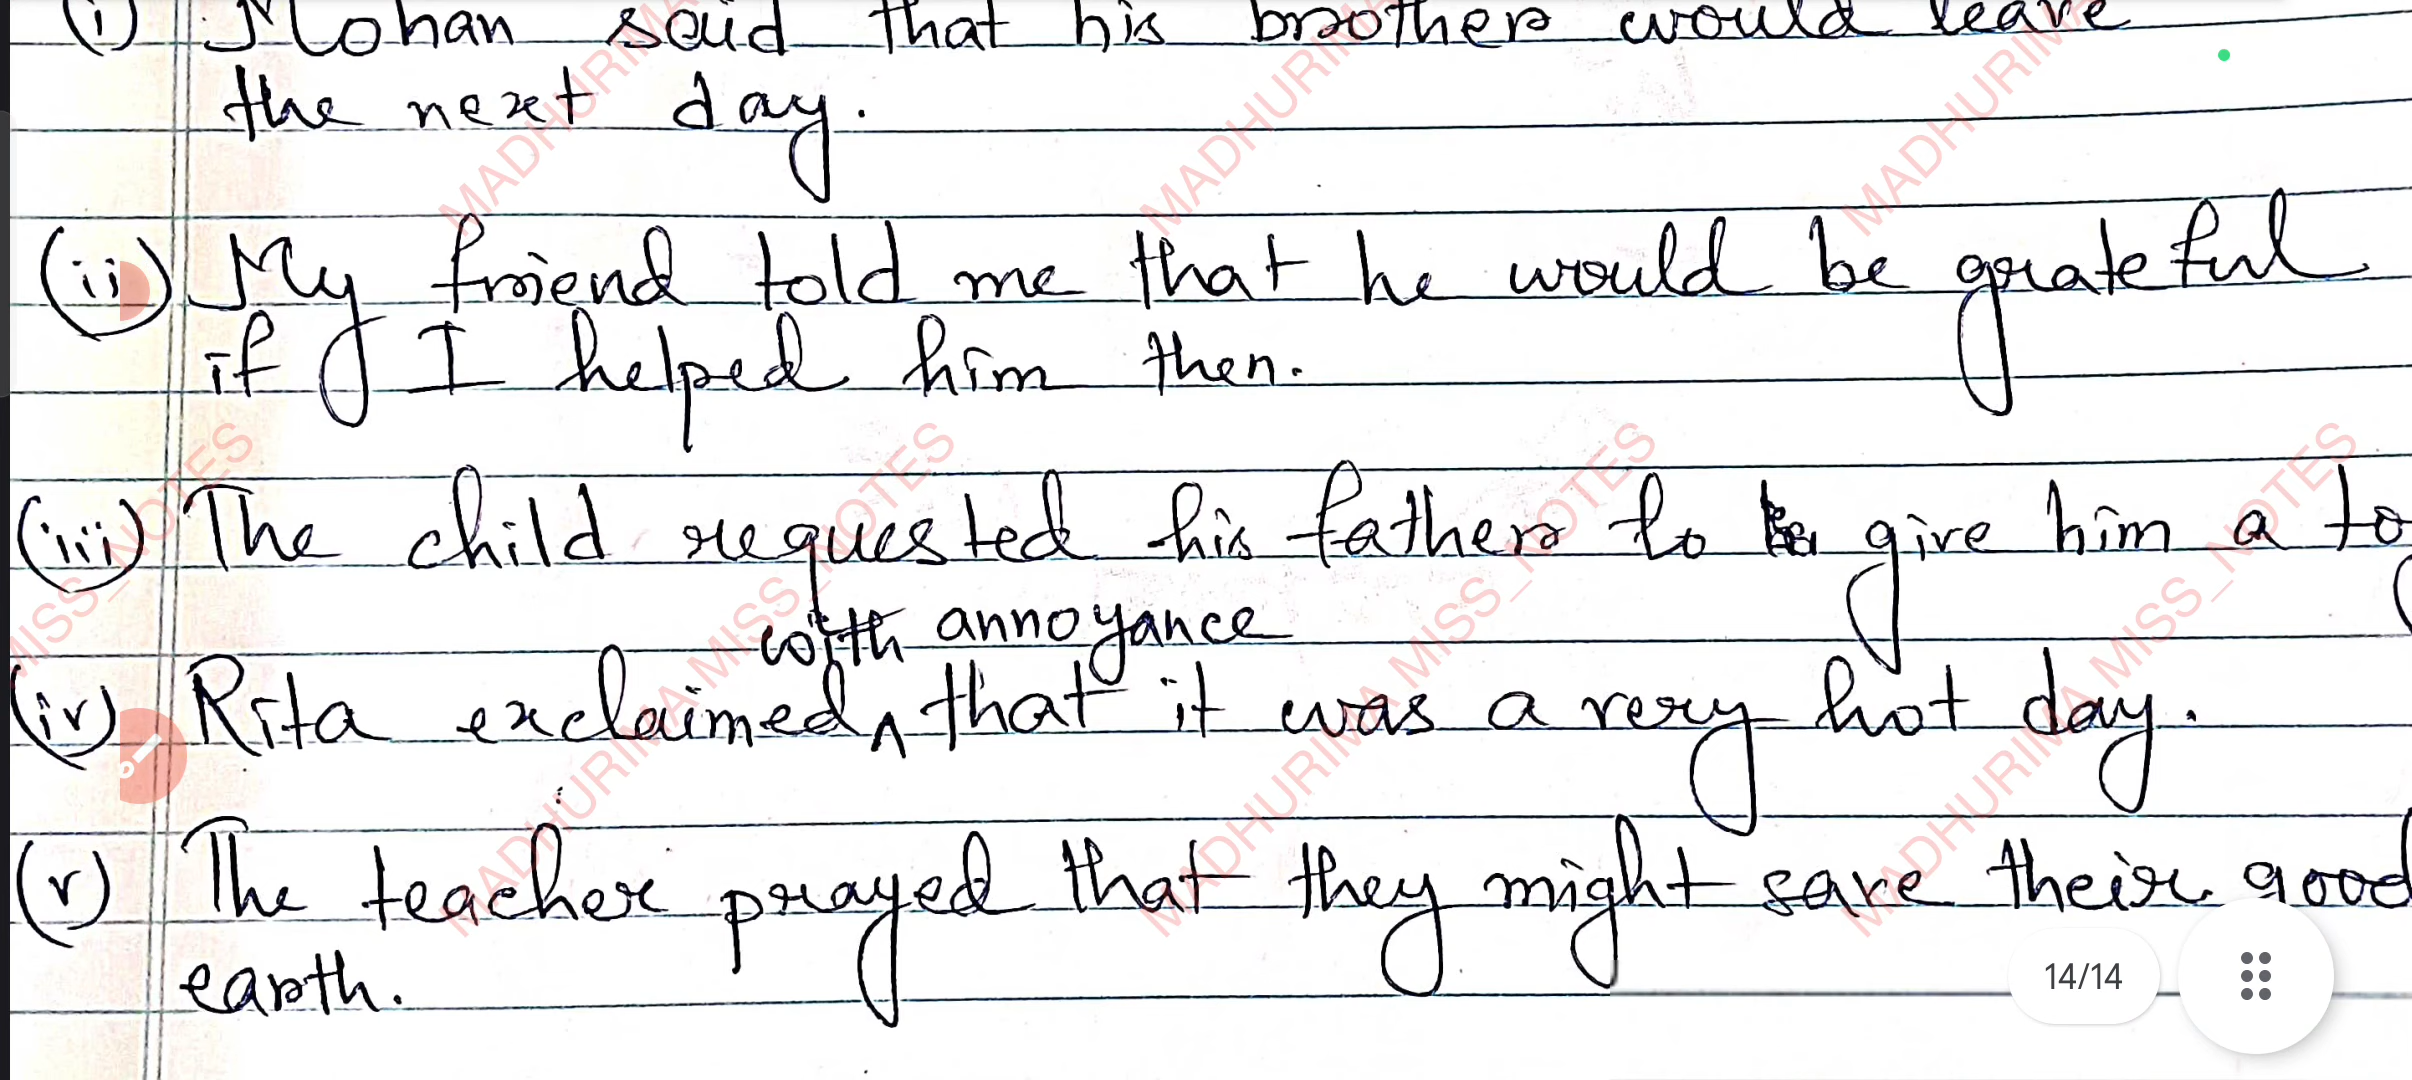 (i) Mohan said that his brother would leave
the next day.
(ii) My friend told me that he would be grateful
if I helped him then.
(iii) The child requested his father to give him a to
with annoyance
(iv) Rita exclaimed ^ that it was a very hot day.
(v) The teacher prayed that they might save their good
earth.
14/14
MADHURIMA MISS_NOTES